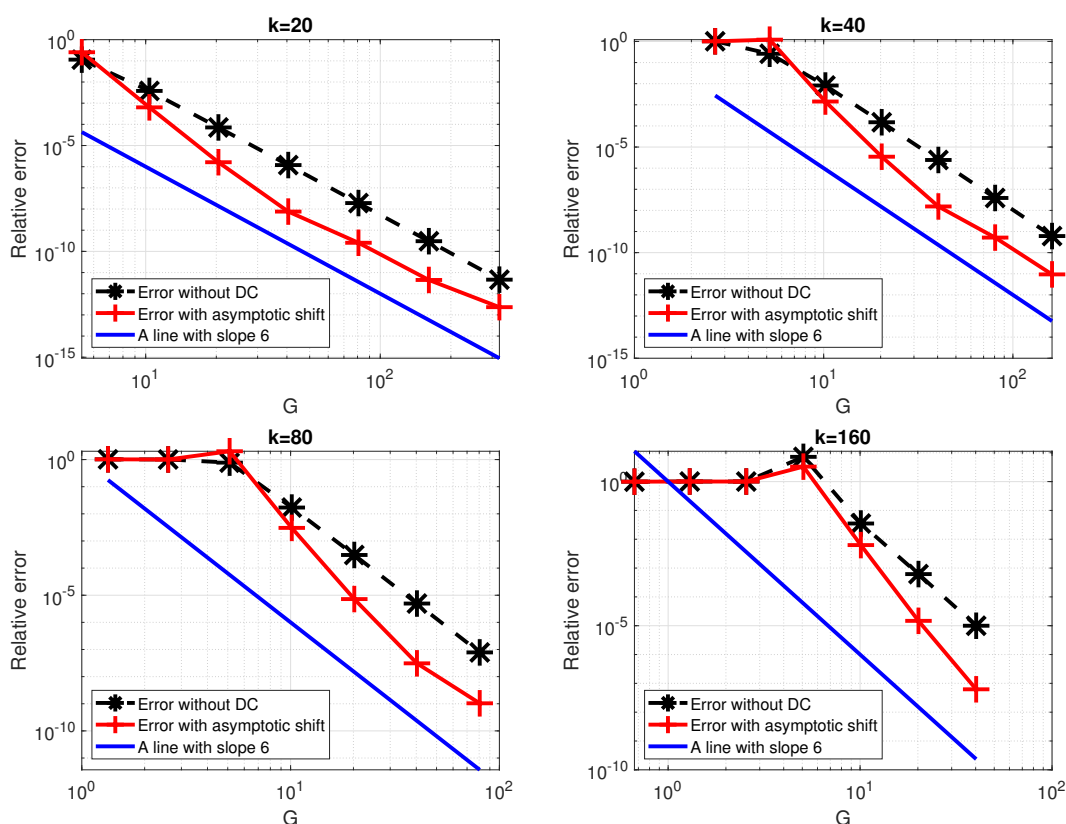 k=20
10^0
10^-5
10^-10
10^-15
Relative error
Error without DC
Error with asymptotic shift
A line with slope 6
10^1
10^2
G
k=40
10^0
10^-5
10^-10
10^-15
Relative error
Error without DC
Error with asymptotic shift
A line with slope 6
10^0
10^1
10^2
G
k=80
10^0
10^-5
10^-10
Relative error
Error without DC
Error with asymptotic shift
A line with slope 6
10^0
10^1
10^2
G
k=160
10^0
10^-5
10^-10
Relative error
Error without DC
Error with asymptotic shift
A line with slope 6
10^0
10^1
10^2
G